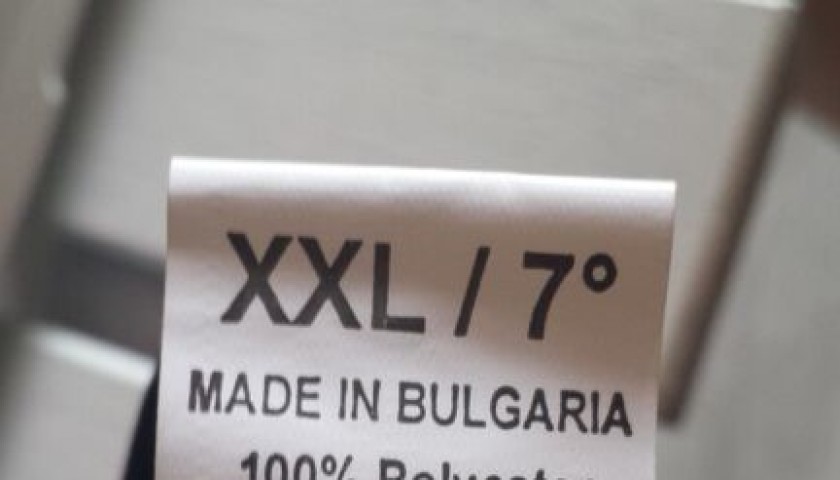 XXL / 7°
MADE IN BULGARIA
100% Polyester